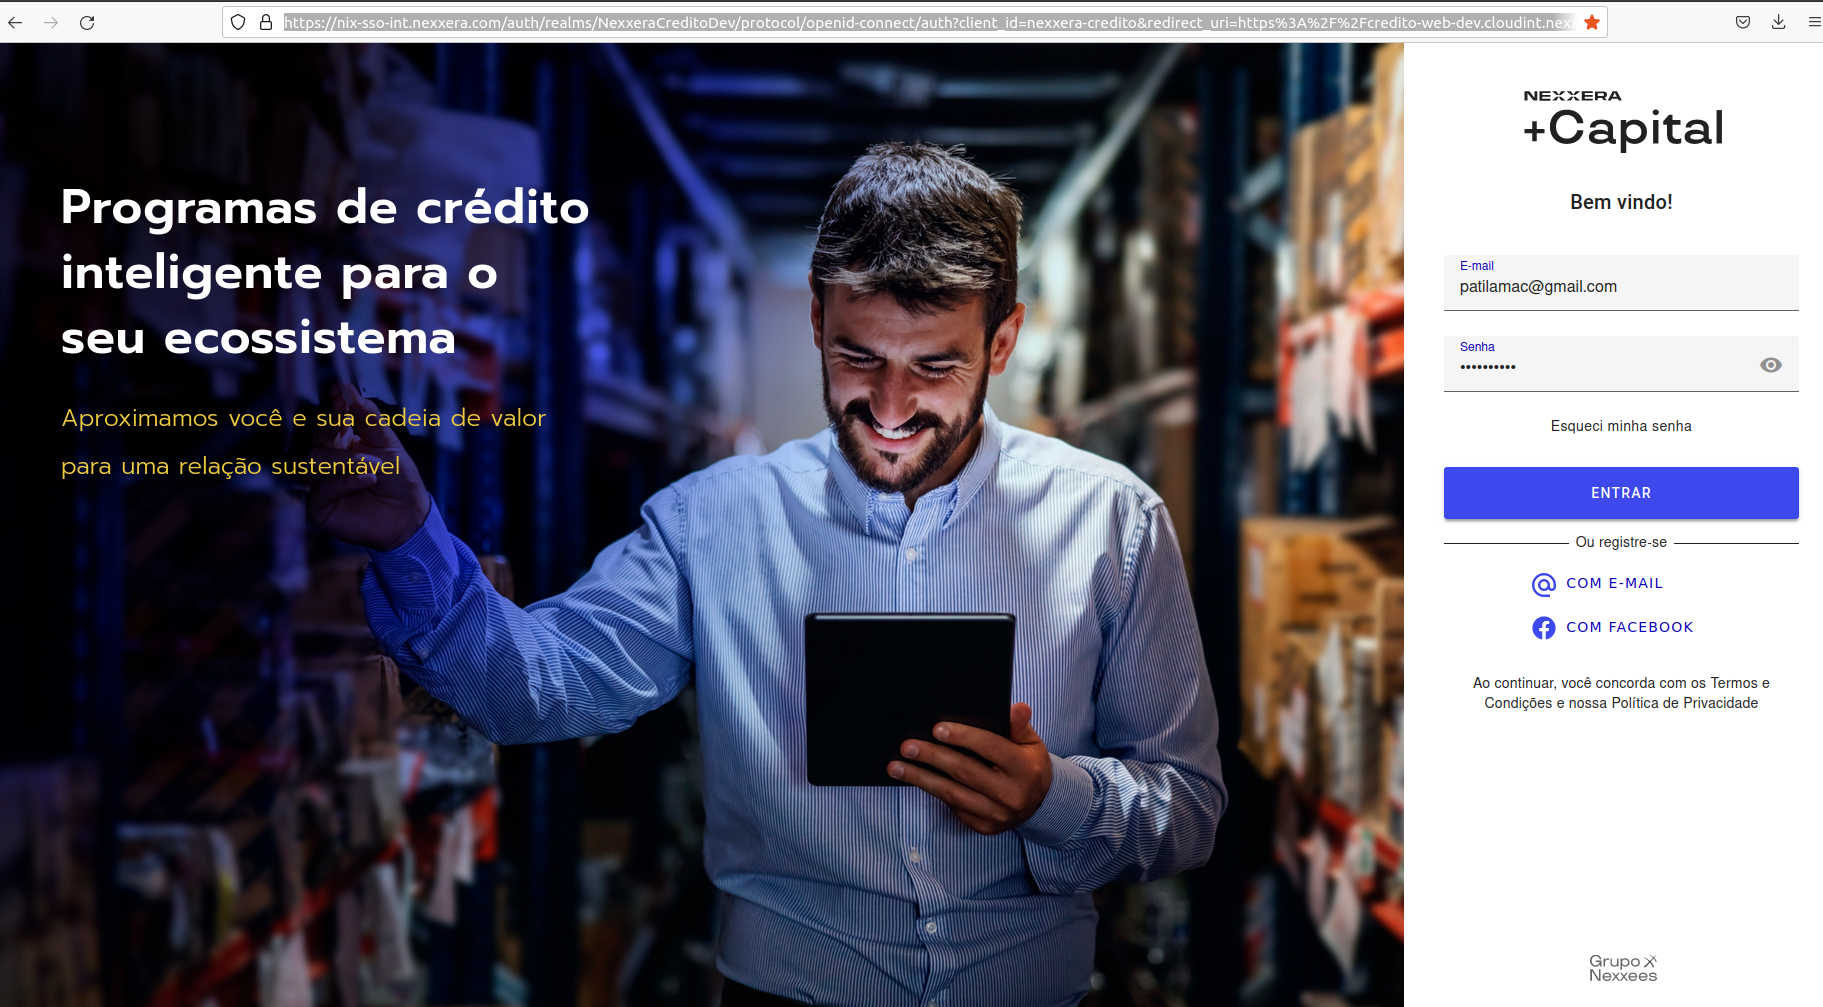 https://nix-sso-int.nexxera.com/auth/realms/NexxeraCreditoDev/protocol/openid-connect/auth?client_id=nexxera-credito&redirect_uri=https%3A%2F%2Fcredito-web-dev.cloudint.nexx
Programas de crédito
inteligente para o
seu ecossistema
Aproximamos você e sua cadeia de valor
para uma relação sustentável
NEXXERA
+Capital
Bem vindo!
E-mail
patilamac@gmail.com
Senha
••••••••••
Esqueci minha senha
ENTRAR
Ou registre-se
COM E-MAIL
COM FACEBOOK
Ao continuar, você concorda com os Termos e
Condições e nossa Política de Privacidade
Grupo
Nexxees